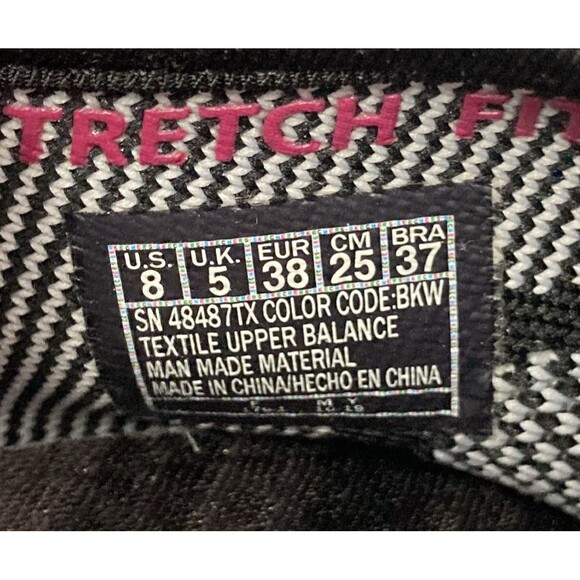 TRETCH FIT
U.S. U.K. EUR CM BRA
8 5 38 25 37
SN 48487TX COLOR CODE:BKW
TEXTILE UPPER BALANCE
MAN MADE MATERIAL
MADE IN CHINA/HECHO EN CHINA
M Y